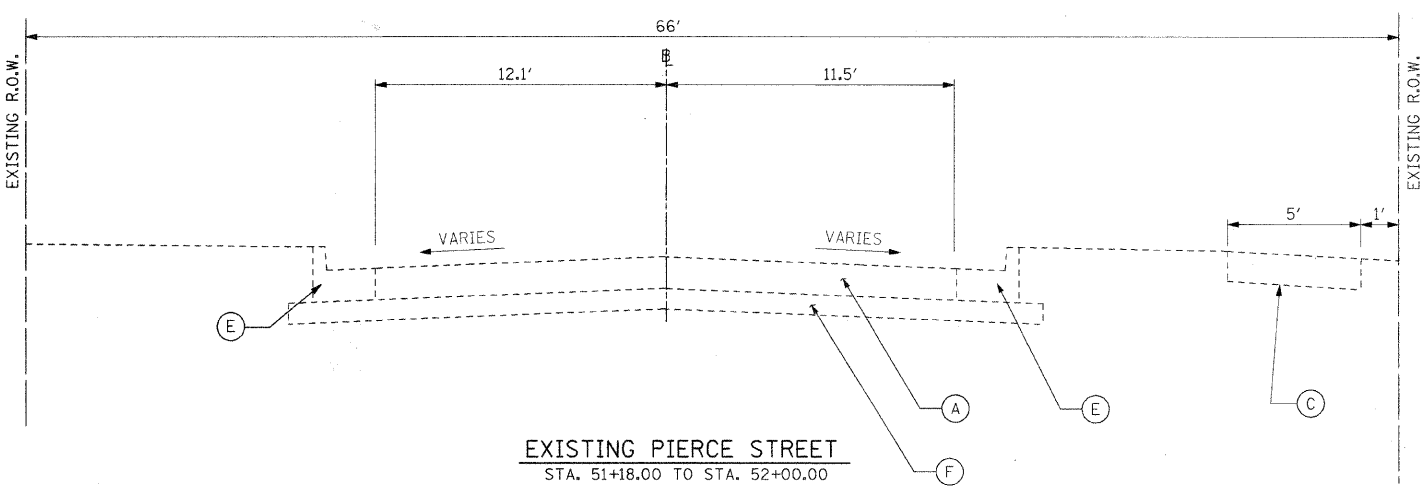 66'
℄
12.1'
11.5'
EXISTING R.O.W.
EXISTING R.O.W.
5'
1'
VARIES
VARIES
E
A
E
C
F
EXISTING PIERCE STREET
STA. 51+18.00 TO STA. 52+00.00